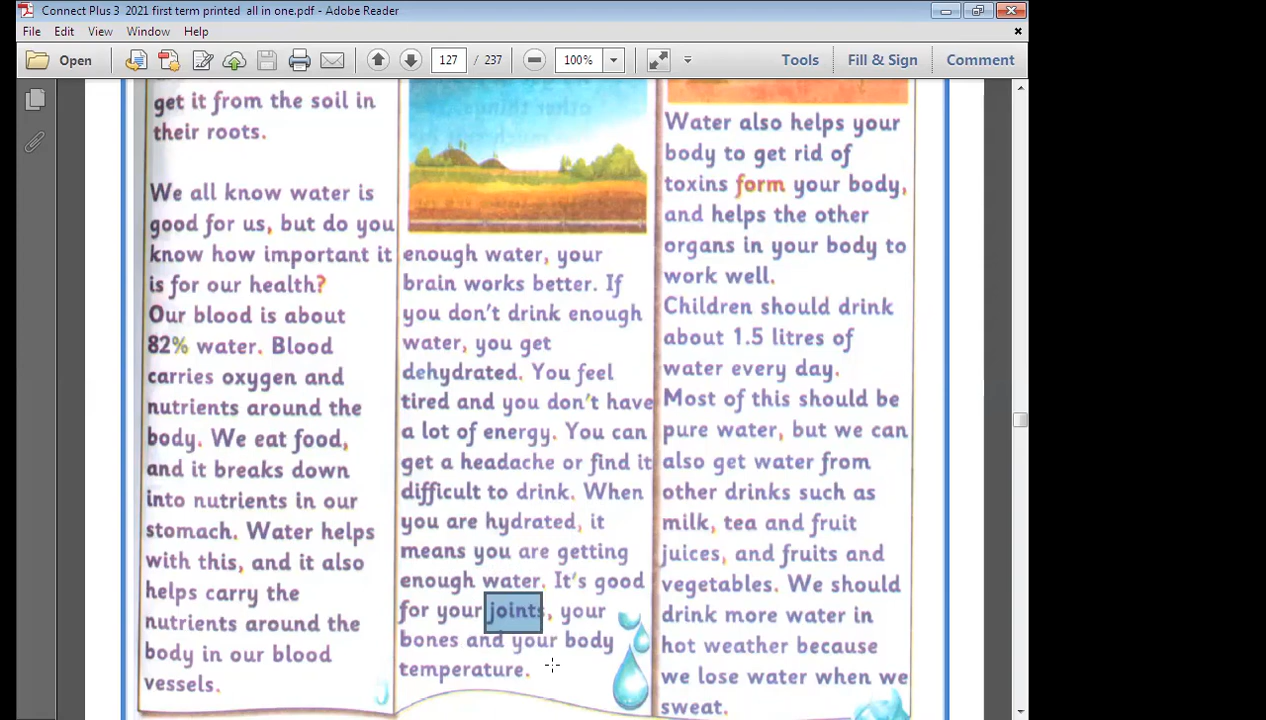 Connect Plus 3 2021 first term printed all in one.pdf - Adobe Reader
File Edit View Window Help
Open 127 / 237 100% Tools Fill & Sign Comment
get it from the soil in
their roots.
We all know water is
good for us, but do you
know how important it
is for our health?
Our blood is about
82% water. Blood
carries oxygen and
nutrients around the
body. We eat food,
and it breaks down
into nutrients in our
stomach. Water helps
with this, and it also
helps carry the
nutrients around the
body in our blood
vessels.
enough water, your
brain works better. If
you don't drink enough
water, you get
dehydrated. You feel
tired and you don't have
a lot of energy. You can
get a headache or find it
difficult to drink. When
you are hydrated, it
means you are getting
enough water. It's good
for your joints, your
bones and your body
temperature.
Water also helps your
body to get rid of
toxins form your body,
and helps the other
organs in your body to
work well.
Children should drink
about 1.5 litres of
water every day.
Most of this should be
pure water, but we can
also get water from
other drinks such as
milk, tea and fruit
juices, and fruits and
vegetables. We should
drink more water in
hot weather because
we lose water when we
sweat.